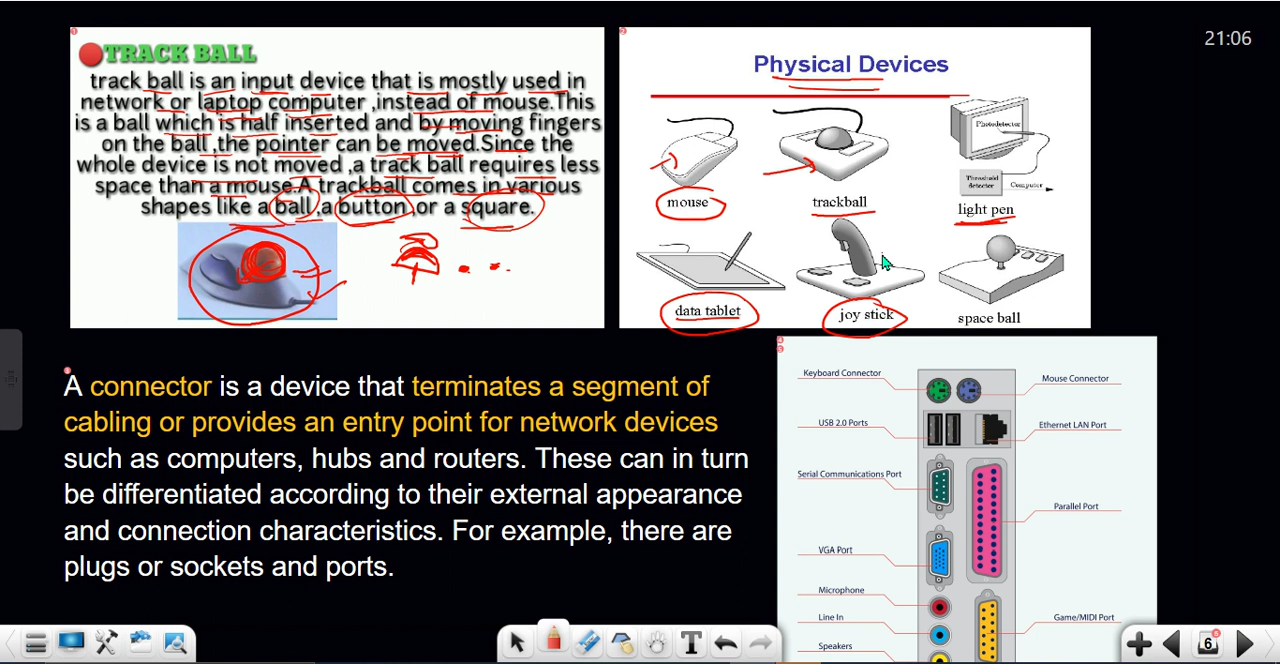 21:06
TRACK BALL
track ball is an input device that is mostly used in
network or laptop computer ,instead of mouse.This
is a ball which is half inserted and by moving fingers
on the ball ,the pointer can be moved.Since the
whole device is not moved ,a track ball requires less
space than a mouse.A trackball comes in various
shapes like a ball ,a button ,or a square.
Physical Devices
Photodetector
Threshold
detector
Computer
mouse
trackball
light pen
data tablet
joy stick
space ball
A connector is a device that terminates a segment of
cabling or provides an entry point for network devices
such as computers, hubs and routers. These can in turn
be differentiated according to their external appearance
and connection characteristics. For example, there are
plugs or sockets and ports.
Keyboard Connector
Mouse Connector
USB 2.0 Ports
Ethernet LAN Port
Serial Communications Port
Parallel Port
VGA Port
Microphone
Line In
Game/MIDI Port
Speakers
T
6